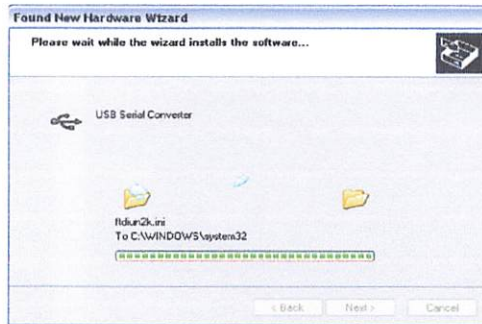 Found New Hardware Wizard
Please wait while the wizard installs the software...
USB Serial Converter
ftdiun2k.ini
To C:\WINDOWS\system32
< Back
Next >
Cancel